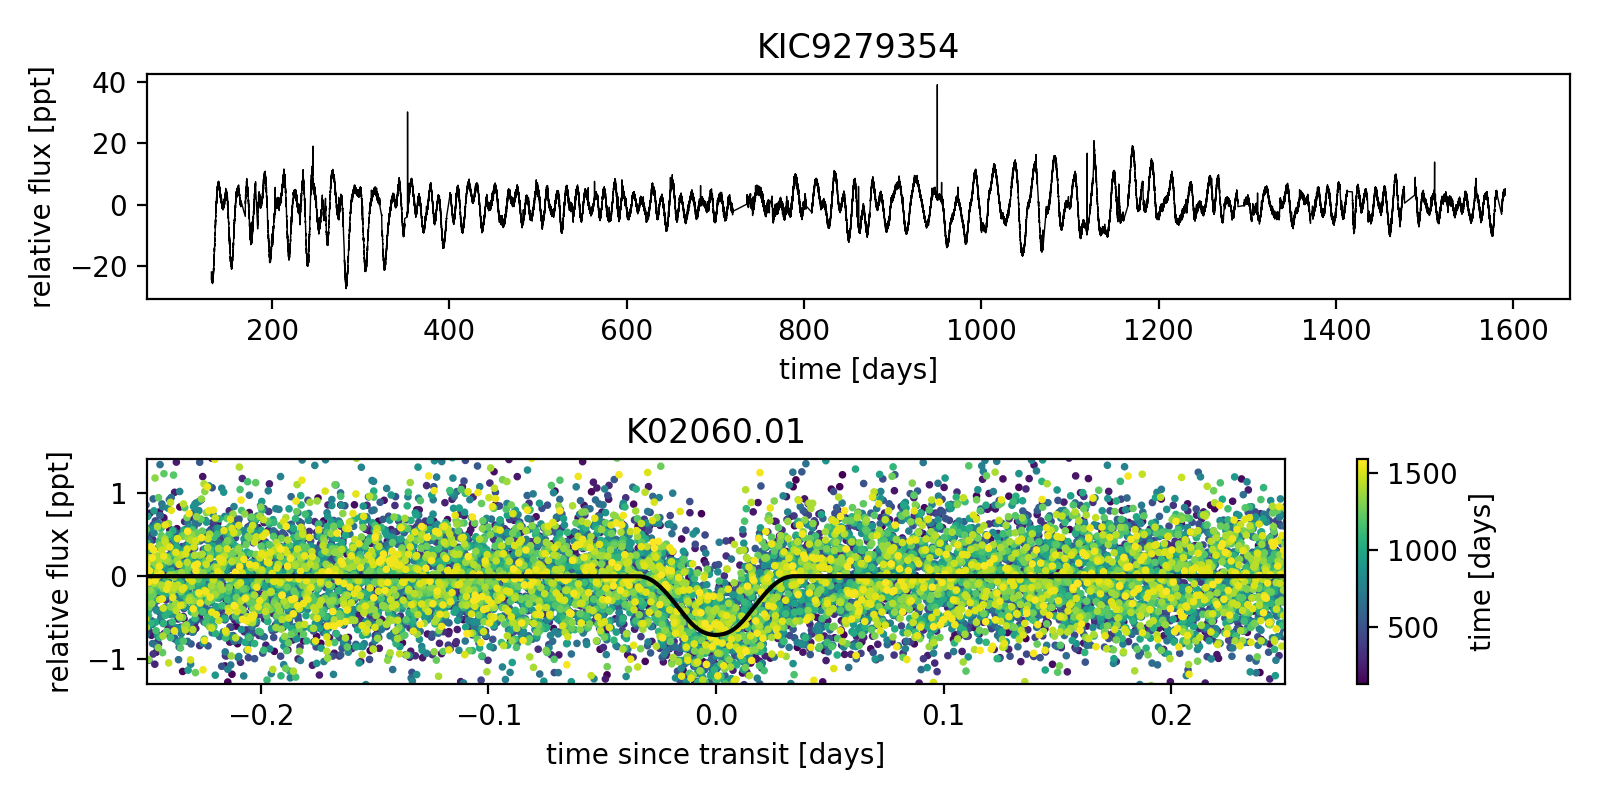 KIC9279354
relative flux [ppt]
40
20
0
−20
200 400 600 800 1000 1200 1400 1600
time [days]
K02060.01
relative flux [ppt]
1
0
−1
−0.2 −0.1 0.0 0.1 0.2
time since transit [days]
1500
1000
500
time [days]